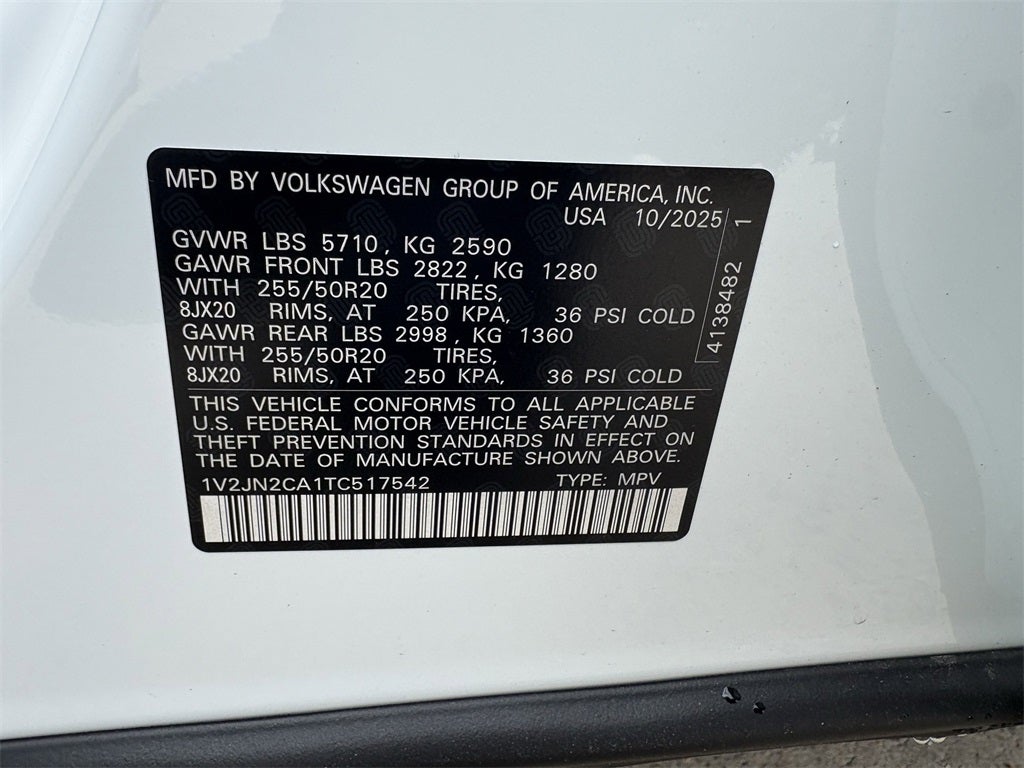 MFD BY VOLKSWAGEN GROUP OF AMERICA, INC.
USA 10/2025
GVWR LBS 5710, KG 2590
GAWR FRONT LBS 2822, KG 1280
WITH 255/50R20 TIRES,
8JX20 RIMS, AT 250 KPA, 36 PSI COLD
GAWR REAR LBS 2998, KG 1360
WITH 255/50R20 TIRES,
8JX20 RIMS, AT 250 KPA, 36 PSI COLD
4138482 1
THIS VEHICLE CONFORMS TO ALL APPLICABLE
U.S. FEDERAL MOTOR VEHICLE SAFETY AND
THEFT PREVENTION STANDARDS IN EFFECT ON
THE DATE OF MANUFACTURE SHOWN ABOVE.
1V2JN2CA1TC517542 TYPE: MPV